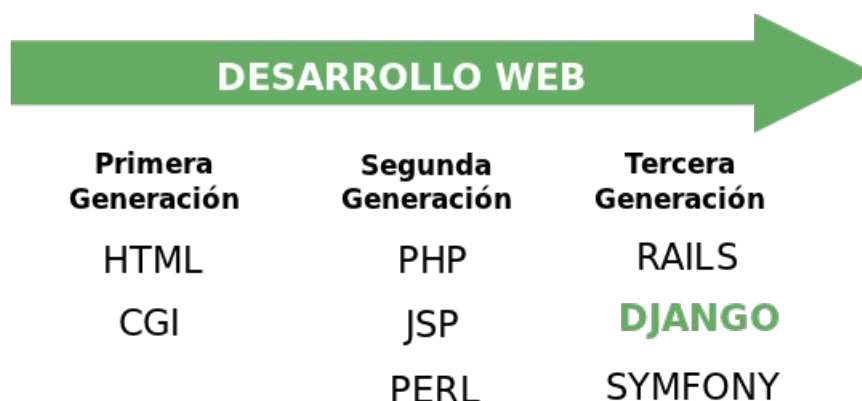 DESARROLLO WEB
Primera
Generación
HTML
CGI
Segunda
Generación
PHP
JSP
PERL
Tercera
Generación
RAILS
DJANGO
SYMFONY